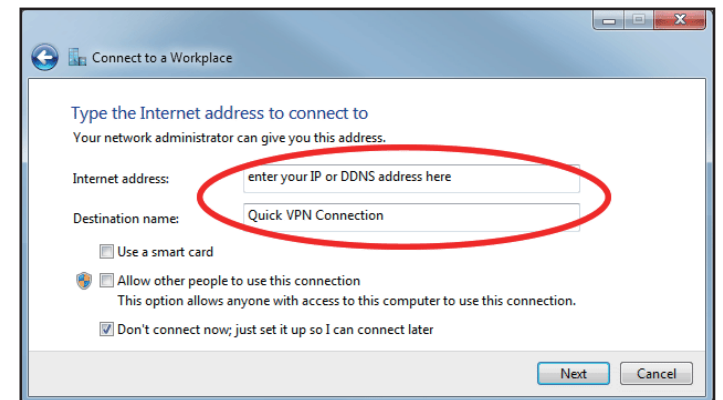 Connect to a Workplace
Type the Internet address to connect to
Your network administrator can give you this address.
Internet address: enter your IP or DDNS address here
Destination name: Quick VPN Connection
Use a smart card
Allow other people to use this connection
This option allows anyone with access to this computer to use this connection.
Don't connect now; just set it up so I can connect later
Next Cancel